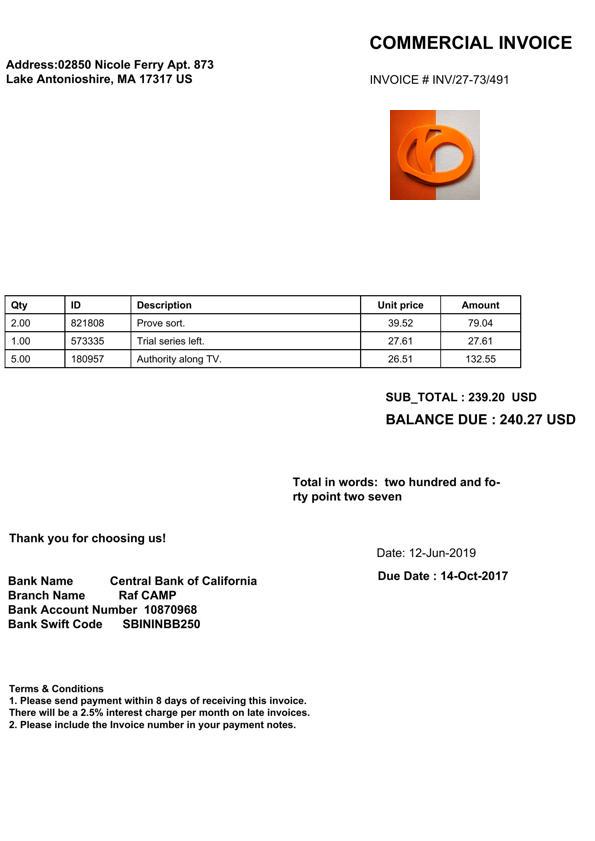 COMMERCIAL INVOICE
Address:02850 Nicole Ferry Apt. 873
Lake Antonioshire, MA 17317 US
INVOICE # INV/27-73/491
Qty ID Description Unit price Amount
2.00 821808 Prove sort. 39.52 79.04
1.00 573335 Trial series left. 27.61 27.61
5.00 180957 Authority along TV. 26.51 132.55
SUB_TOTAL : 239.20 USD
BALANCE DUE : 240.27 USD
Total in words: two hundred and fo-
rty point two seven
Thank you for choosing us!
Date: 12-Jun-2019
Due Date : 14-Oct-2017
Bank Name Central Bank of California
Branch Name Raf CAMP
Bank Account Number 10870968
Bank Swift Code SBININBB250
Terms & Conditions
1. Please send payment within 8 days of receiving this invoice.
There will be a 2.5% interest charge per month on late invoices.
2. Please include the Invoice number in your payment notes.